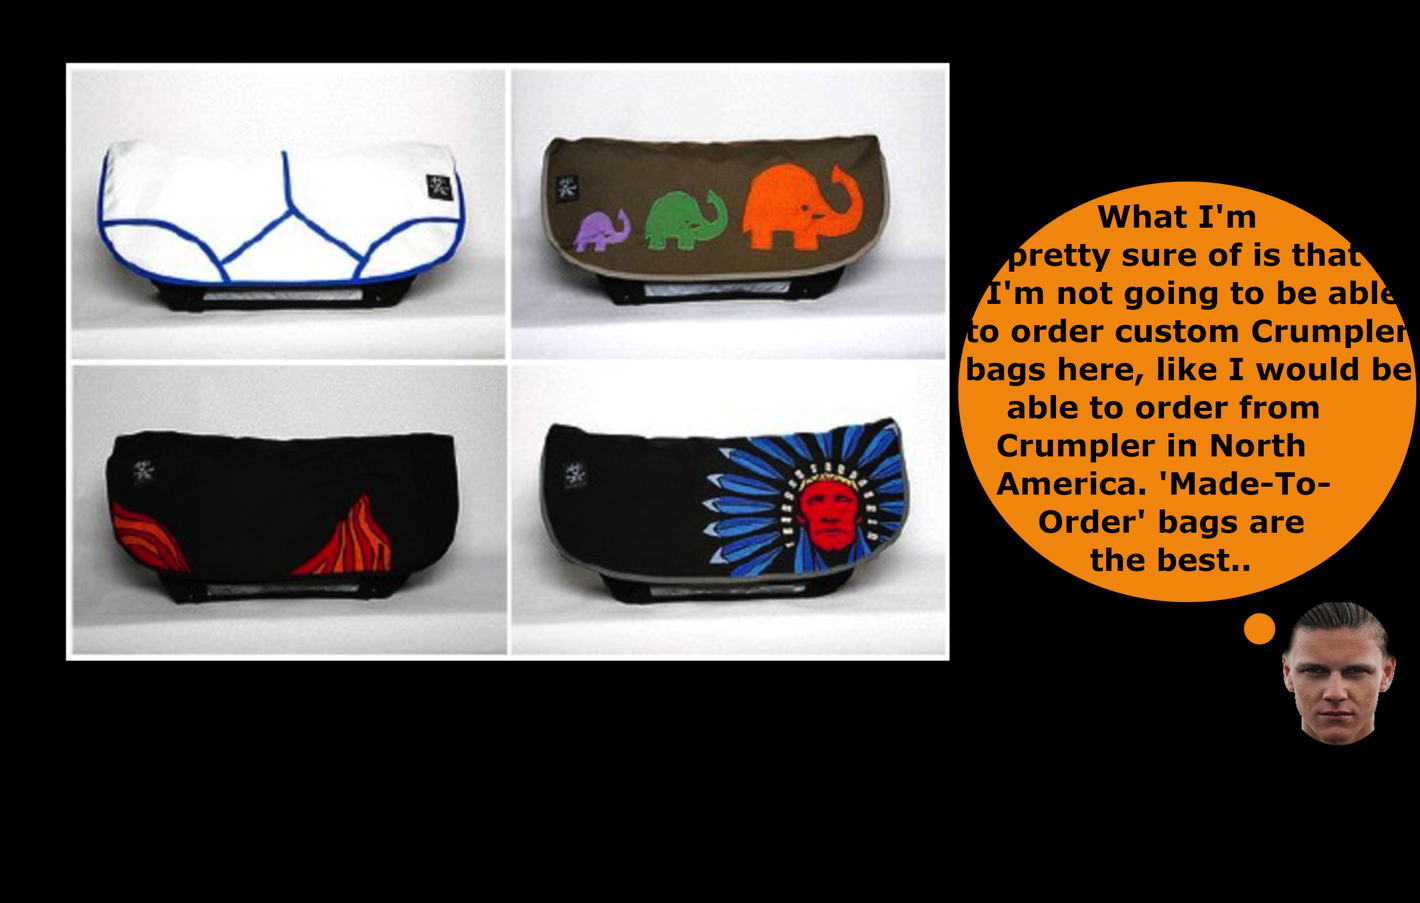 What I'm
pretty sure of is that
I'm not going to be able
to order custom Crumpler
bags here, like I would be
able to order from
Crumpler in North
America. 'Made-To-
Order' bags are
the best..